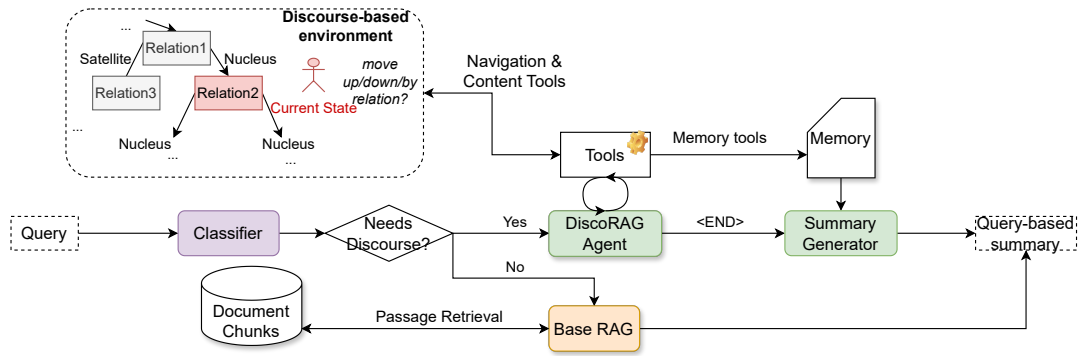 ...
Discourse-based
environment
Relation1
Satellite
Nucleus
move
up/down/by
relation?
Relation3
Relation2
Current State
...
Nucleus
Nucleus
...
...
Navigation &
Content Tools
Tools
Memory tools
Memory
Query
Classifier
Needs
Discourse?
Yes
DiscoRAG
Agent
<END>
Summary
Generator
Query-based
summary
No
Document
Chunks
Passage Retrieval
Base RAG